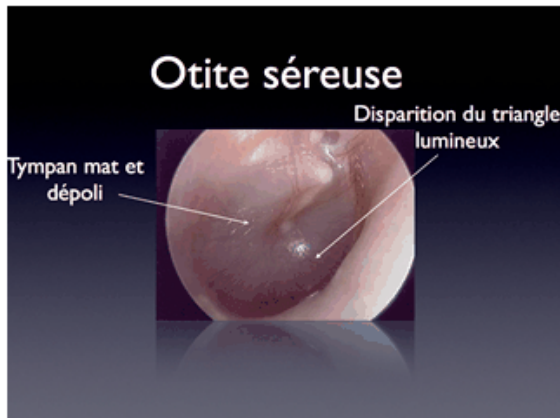 Otite séreuse
Disparition du triangle
lumineux
Tympan mat et
dépoli